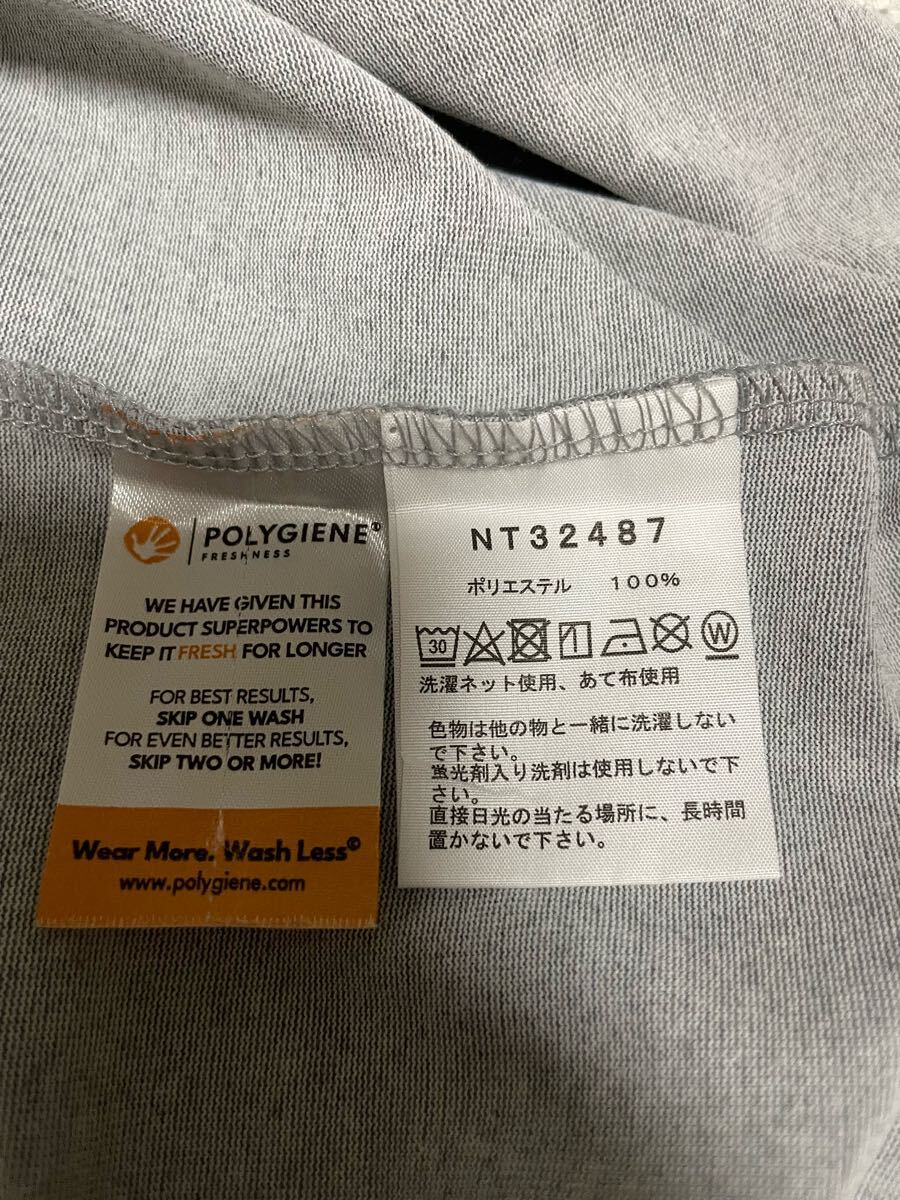 POLYGIENE®
FRESHNESS
WE HAVE GIVEN THIS
PRODUCT SUPERPOWERS TO
KEEP IT FRESH FOR LONGER
FOR BEST RESULTS,
SKIP ONE WASH
FOR EVEN BETTER RESULTS,
SKIP TWO OR MORE!
Wear More. Wash Less©
www.polygiene.com
NT32487
ポリエステル 100%
30 W
洗濯ネット使用、あて布使用
色物は他の物と一緒に洗濯しない
で下さい。
蛍光剤入り洗剤は使用しないで下
さい。
直接日光の当たる場所に、長時間
置かないで下さい。